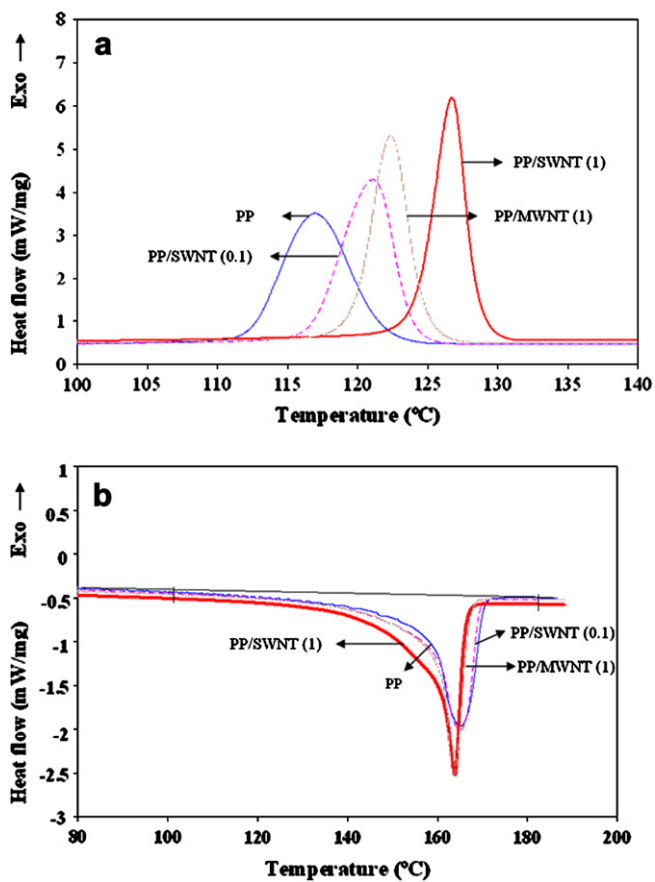 a
Exo →
Heat flow (mW/mg)
8
7
6
5
4
3
2
1
0
PP/SWNT (1)
PP
PP/MWNT (1)
PP/SWNT (0.1)
100
105
110
115
120
125
130
135
140
Temperature (ºC)
b
Exo →
Heat flow (mW/mg)
1
0.5
0
-0.5
-1
-1.5
-2
-2.5
-3
PP/SWNT (0.1)
PP/SWNT (1)
PP/MWNT (1)
PP
80
100
120
140
160
180
200
Temperature (ºC)